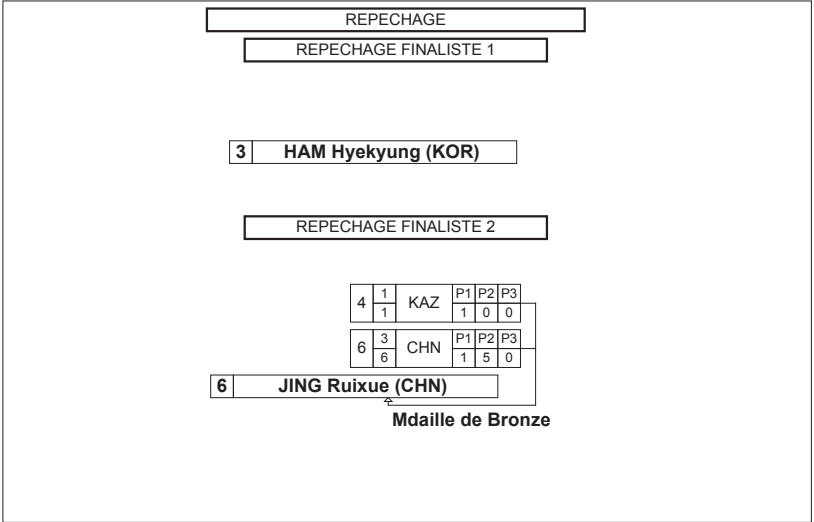 REPECHAGE
REPECHAGE FINALISTE 1
3 HAM Hyekyung (KOR)
REPECHAGE FINALISTE 2
4 1 KAZ P1 P2 P3
1 1 0 0
6 3 CHN P1 P2 P3
6 1 5 0
6 JING Ruixue (CHN)
Mdaille de Bronze